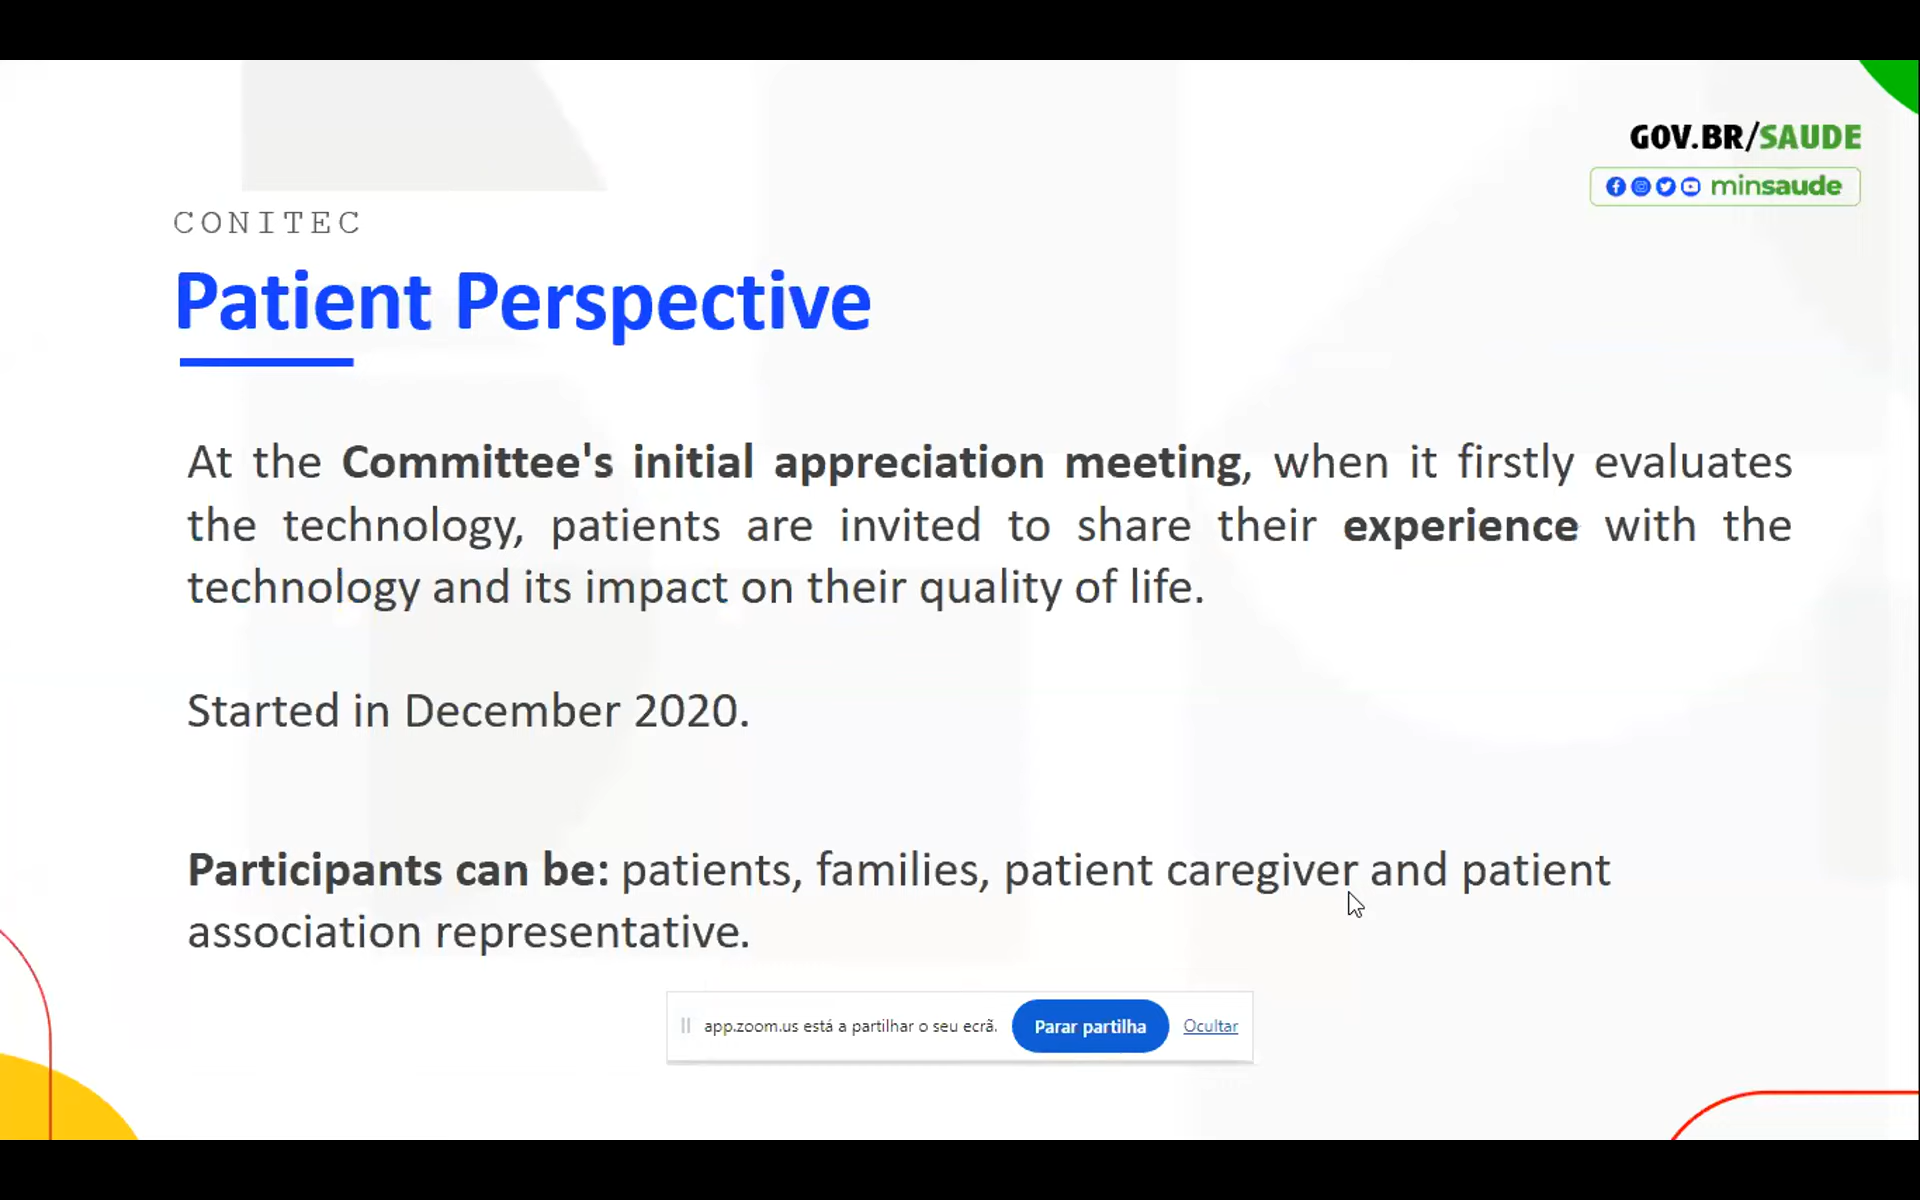 GOV.BR/SAUDE
minsaude
CONITEC
Patient Perspective
At the Committee's initial appreciation meeting, when it firstly evaluates
the technology, patients are invited to share their experience with the
technology and its impact on their quality of life.
Started in December 2020.
Participants can be: patients, families, patient caregiver and patient
association representative.
app.zoom.us está a partilhar o seu ecrã. Parar partilha Ocultar